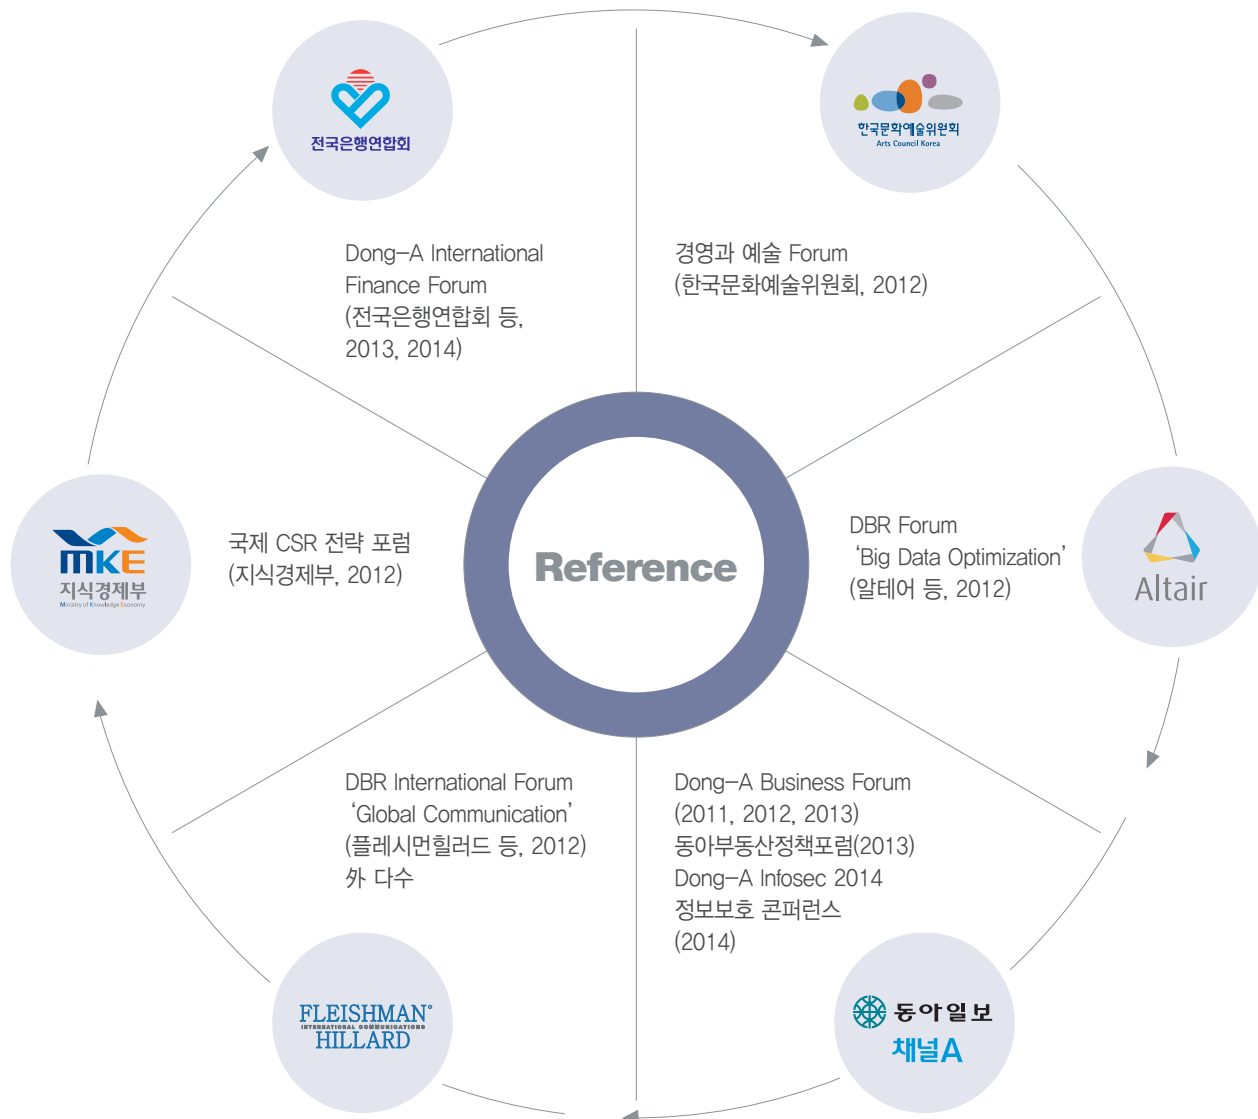 전국은행연합회
한국문화예술위원회
Arts Council Korea
Dong-A International
Finance Forum
(전국은행연합회 등,
2013, 2014)
경영과 예술 Forum
(한국문화예술위원회, 2012)
MKE
지식경제부
Ministry of Knowledge Economy
국제 CSR 전략 포럼
(지식경제부, 2012)
Reference
DBR Forum
‘Big Data Optimization’
(알테어 등, 2012)
Altair
DBR International Forum
‘Global Communication’
(플레시먼힐러드 등, 2012)
外 다수
Dong-A Business Forum
(2011, 2012, 2013)
동아부동산정책포럼(2013)
Dong-A Infosec 2014
정보보호 콘퍼런스
(2014)
FLEISHMAN
INTERNATIONAL COMMUNICATIONS
HILLARD
동아일보
채널A